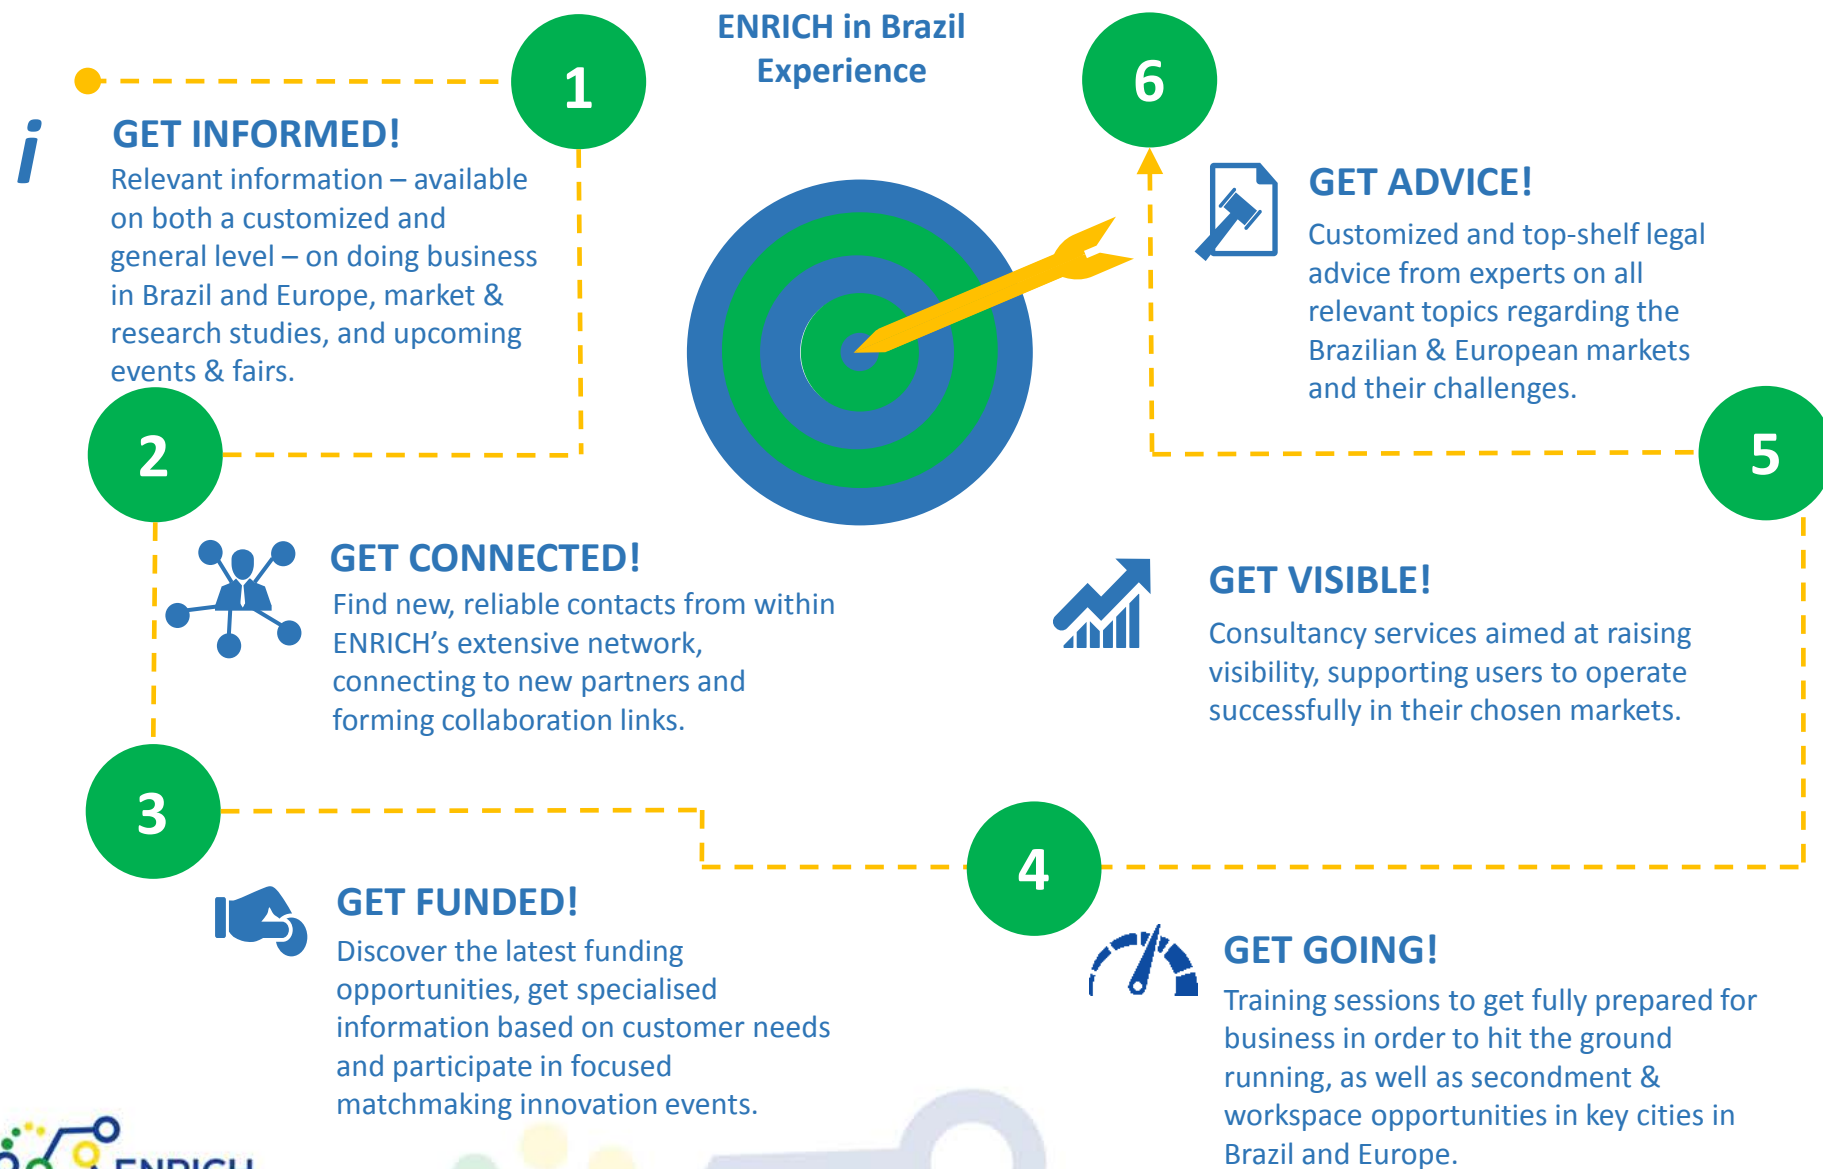 ENRICH in Brazil
Experience
1
i
GET INFORMED!
Relevant information – available
on both a customized and
general level – on doing business
in Brazil and Europe, market &
research studies, and upcoming
events & fairs.
2
GET CONNECTED!
Find new, reliable contacts from within
ENRICH’s extensive network,
connecting to new partners and
forming collaboration links.
3
GET FUNDED!
Discover the latest funding
opportunities, get specialised
information based on customer needs
and participate in focused
matchmaking innovation events.
4
GET GOING!
Training sessions to get fully prepared for
business in order to hit the ground
running, as well as secondment &
workspace opportunities in key cities in
Brazil and Europe.
5
GET VISIBLE!
Consultancy services aimed at raising
visibility, supporting users to operate
successfully in their chosen markets.
6
GET ADVICE!
Customized and top-shelf legal
advice from experts on all
relevant topics regarding the
Brazilian & European markets
and their challenges.
ENRICH